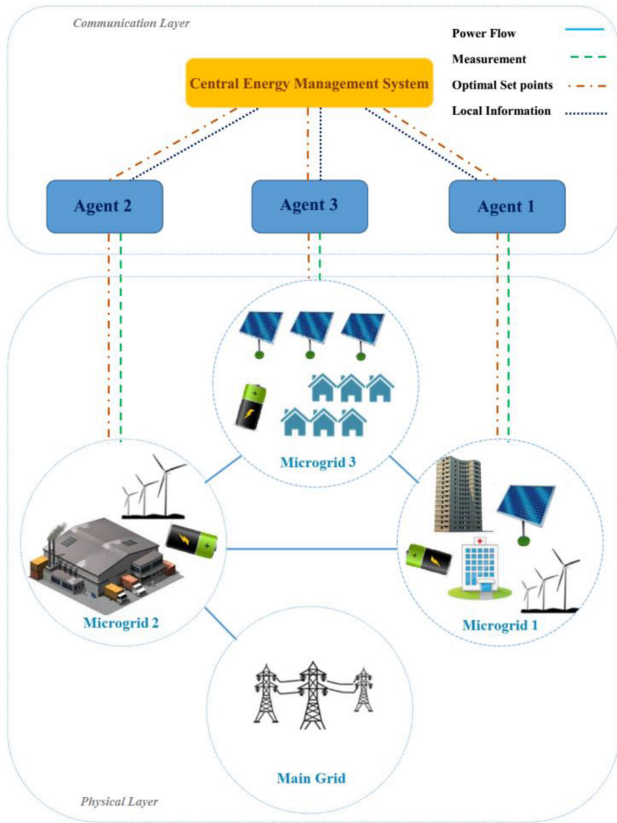 Communication Layer
Power Flow
Measurement
Optimal Set points
Local Information
Central Energy Management System
Agent 2
Agent 3
Agent 1
Microgrid 3
Microgrid 2
Microgrid 1
Main Grid
Physical Layer